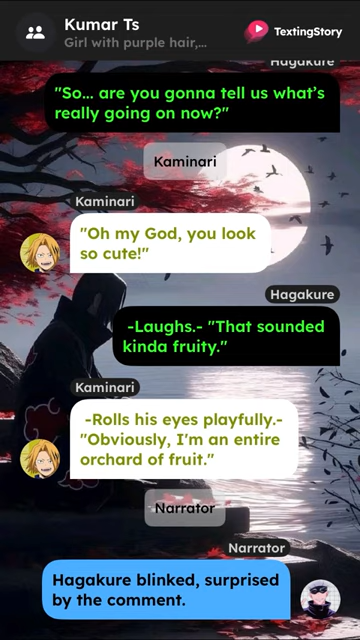 Kumar Ts
Girl with purple hair,...
TextingStory
Hagakure
"So... are you gonna tell us what's
really going on now?"
Kaminari
Kaminari
"Oh my God, you look
so cute!"
Hagakure
-Laughs.- "That sounded
kinda fruity."
Kaminari
-Rolls his eyes playfully.-
"Obviously, I'm an entire
orchard of fruit."
Narrator
Narrator
Hagakure blinked, surprised
by the comment.